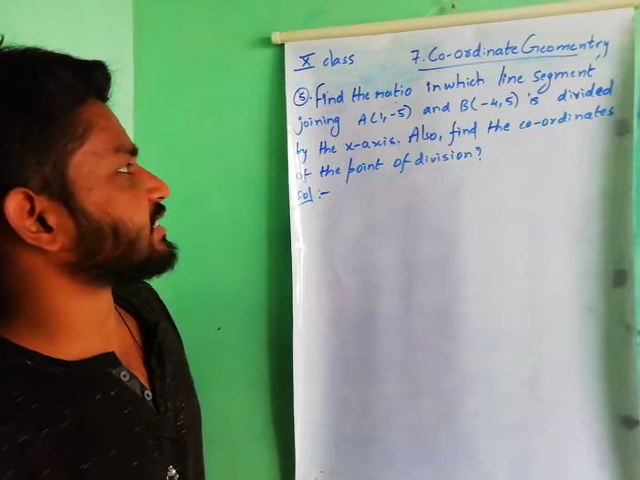 X class 7. Co-ordinate Geomentry
⑤. Find the ratio in which line segment
joining A(1,-5) and B(-4,5) is divided
by the x-axis. Also, find the co-ordinates
of the point of division?
Sol :-